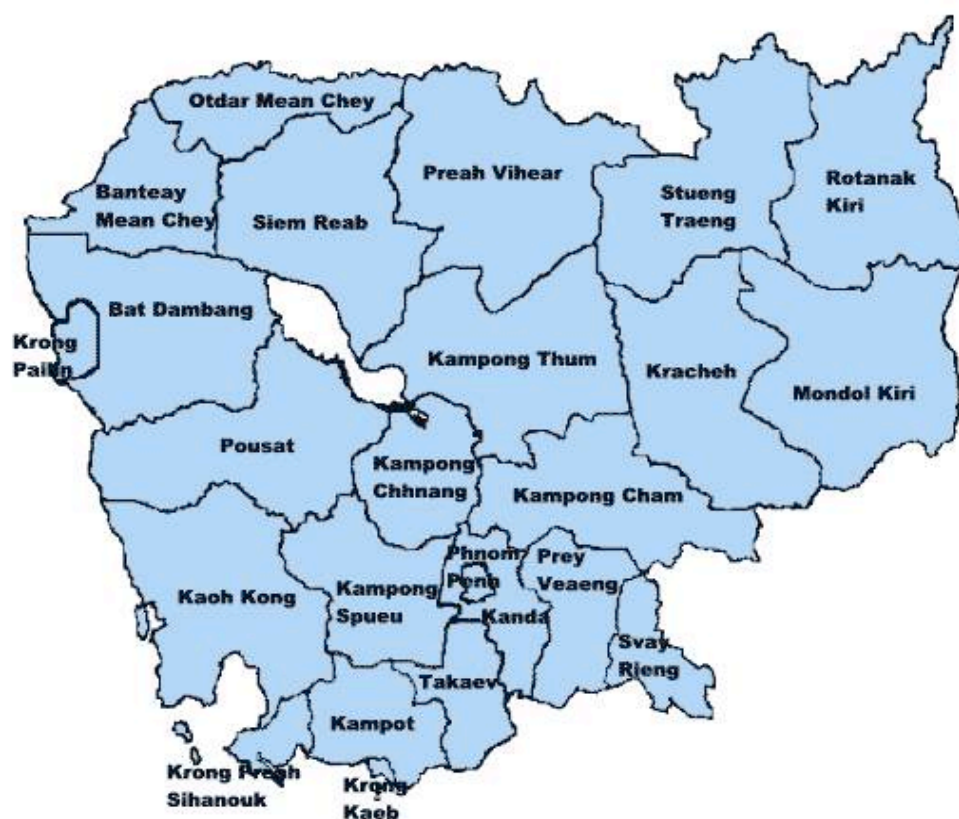 Otdar Mean Chey
Preah Vihear
Banteay
Mean Chey
Siem Reab
Stueng
Traeng
Rotanak
Kiri
Bat Dambang
Krong
Pailin
Kampong Thum
Kracheh
Mondol Kiri
Pousat
Kampong
Chhnang
Kampong Cham
Phnom
Penh
Prey
Veaeng
Kaoh Kong
Kampong
Spueu
Kanda
Svay
Rieng
Takaev
Kampot
Krong Preah
Sihanouk
Krong
Kaeb